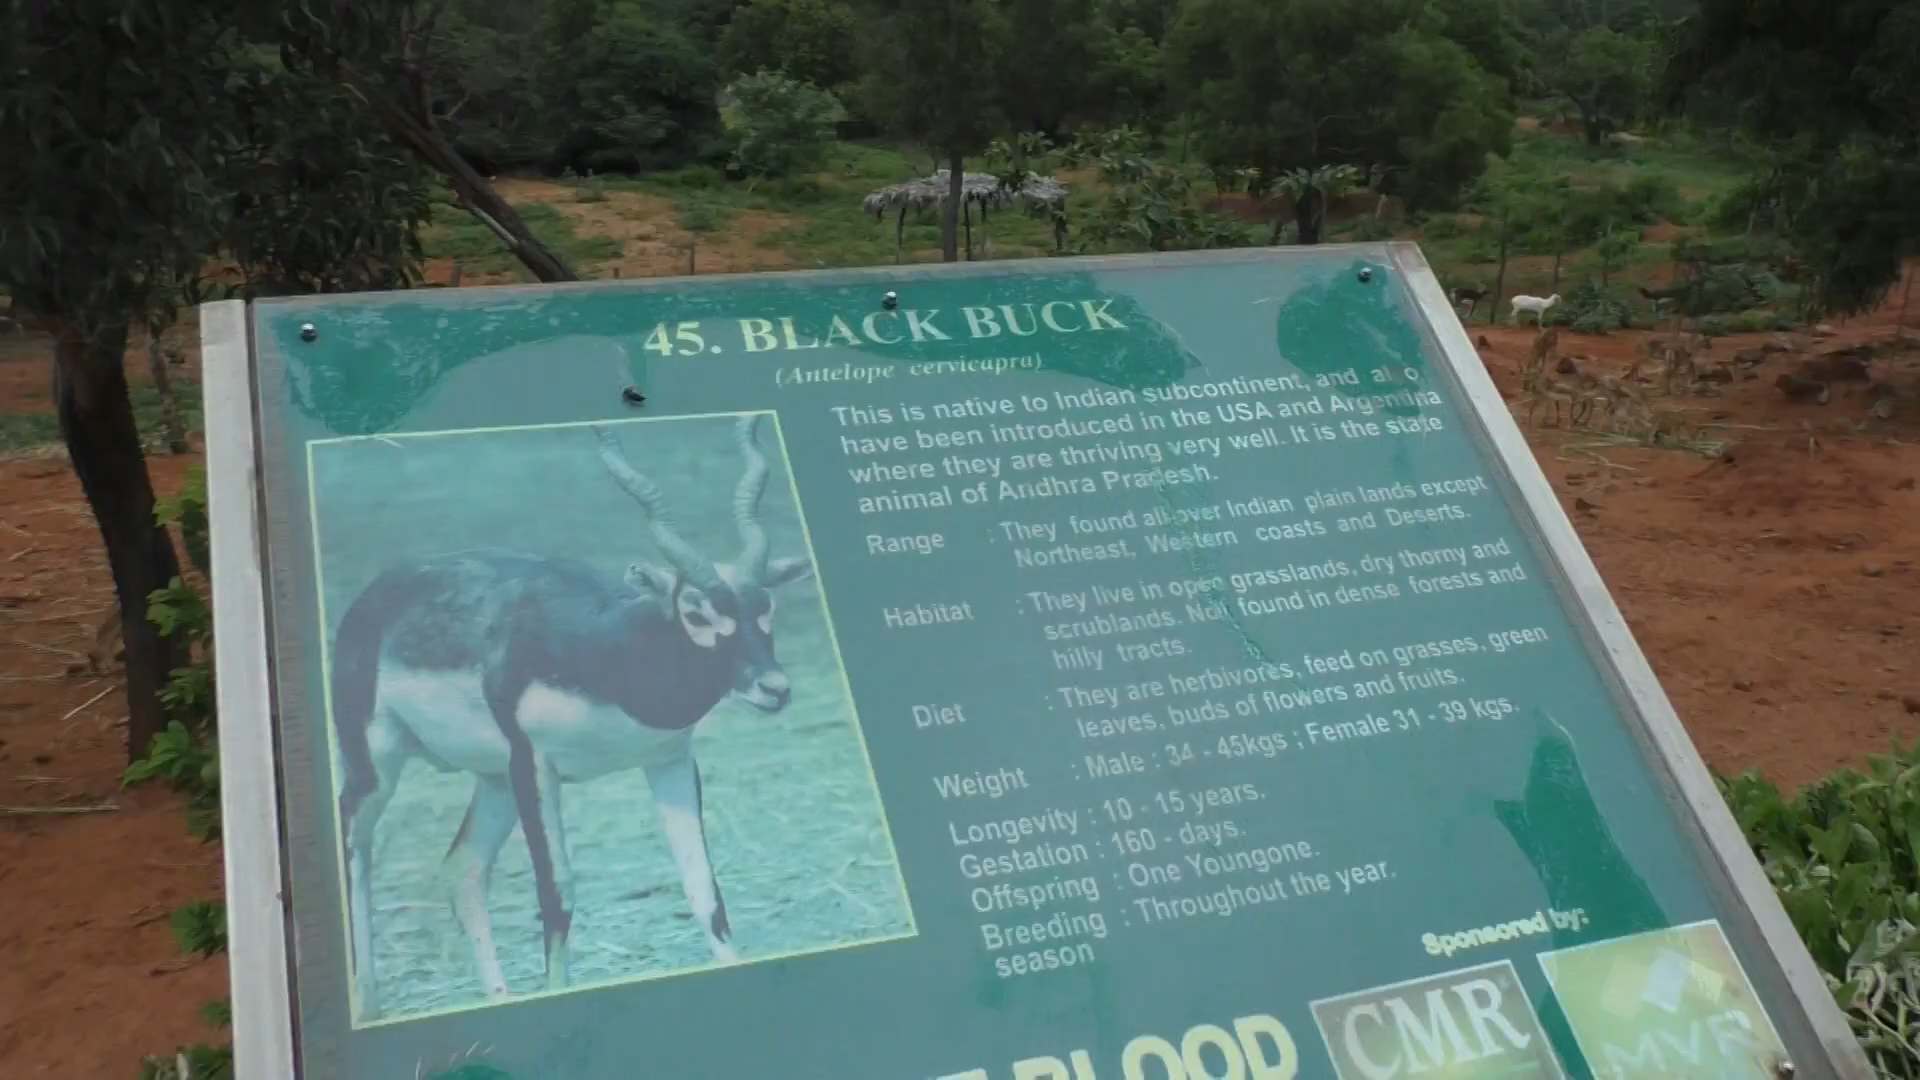 45. BLACK BUCK
(Antelope cervicapra)
This is native to Indian subcontinent, and also
have been introduced in the USA and Argentina
where they are thriving very well. It is the state
animal of Andhra Pradesh.
Range : They found all over Indian plain lands except
Northeast, Western coasts and Deserts.
Habitat : They live in open grasslands, dry thorny and
scrublands. Not found in dense forests and
hilly tracts.
Diet : They are herbivores, feed on grasses, green
leaves, buds of flowers and fruits.
Weight : Male : 34 - 45kgs ; Female 31 - 39 kgs.
Longevity : 10 - 15 years.
Gestation : 160 - days.
Offspring : One Youngone.
Breeding : Throughout the year.
season
Sponsored by:
BLOOD
CMR
MVR